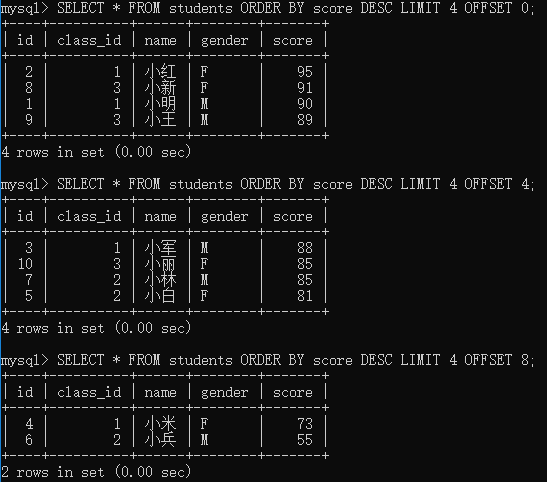 mysql> SELECT * FROM students ORDER BY score DESC LIMIT 4 OFFSET 0;
+----+----------+------+--------+-------+
| id | class_id | name | gender | score |
+----+----------+------+--------+-------+
|  2 |        1 | 小红 | F      |    95 |
|  8 |        3 | 小新 | F      |    91 |
|  1 |        1 | 小明 | M      |    90 |
|  9 |        3 | 小王 | M      |    89 |
+----+----------+------+--------+-------+
4 rows in set (0.00 sec)
mysql> SELECT * FROM students ORDER BY score DESC LIMIT 4 OFFSET 4;
+----+----------+------+--------+-------+
| id | class_id | name | gender | score |
+----+----------+------+--------+-------+
|  3 |        1 | 小军 | M      |    88 |
| 10 |        3 | 小丽 | F      |    85 |
|  7 |        2 | 小林 | M      |    85 |
|  5 |        2 | 小白 | F      |    81 |
+----+----------+------+--------+-------+
4 rows in set (0.00 sec)
mysql> SELECT * FROM students ORDER BY score DESC LIMIT 4 OFFSET 8;
+----+----------+------+--------+-------+
| id | class_id | name | gender | score |
+----+----------+------+--------+-------+
|  4 |        1 | 小米 | F      |    73 |
|  6 |        2 | 小兵 | M      |    55 |
+----+----------+------+--------+-------+
2 rows in set (0.00 sec)